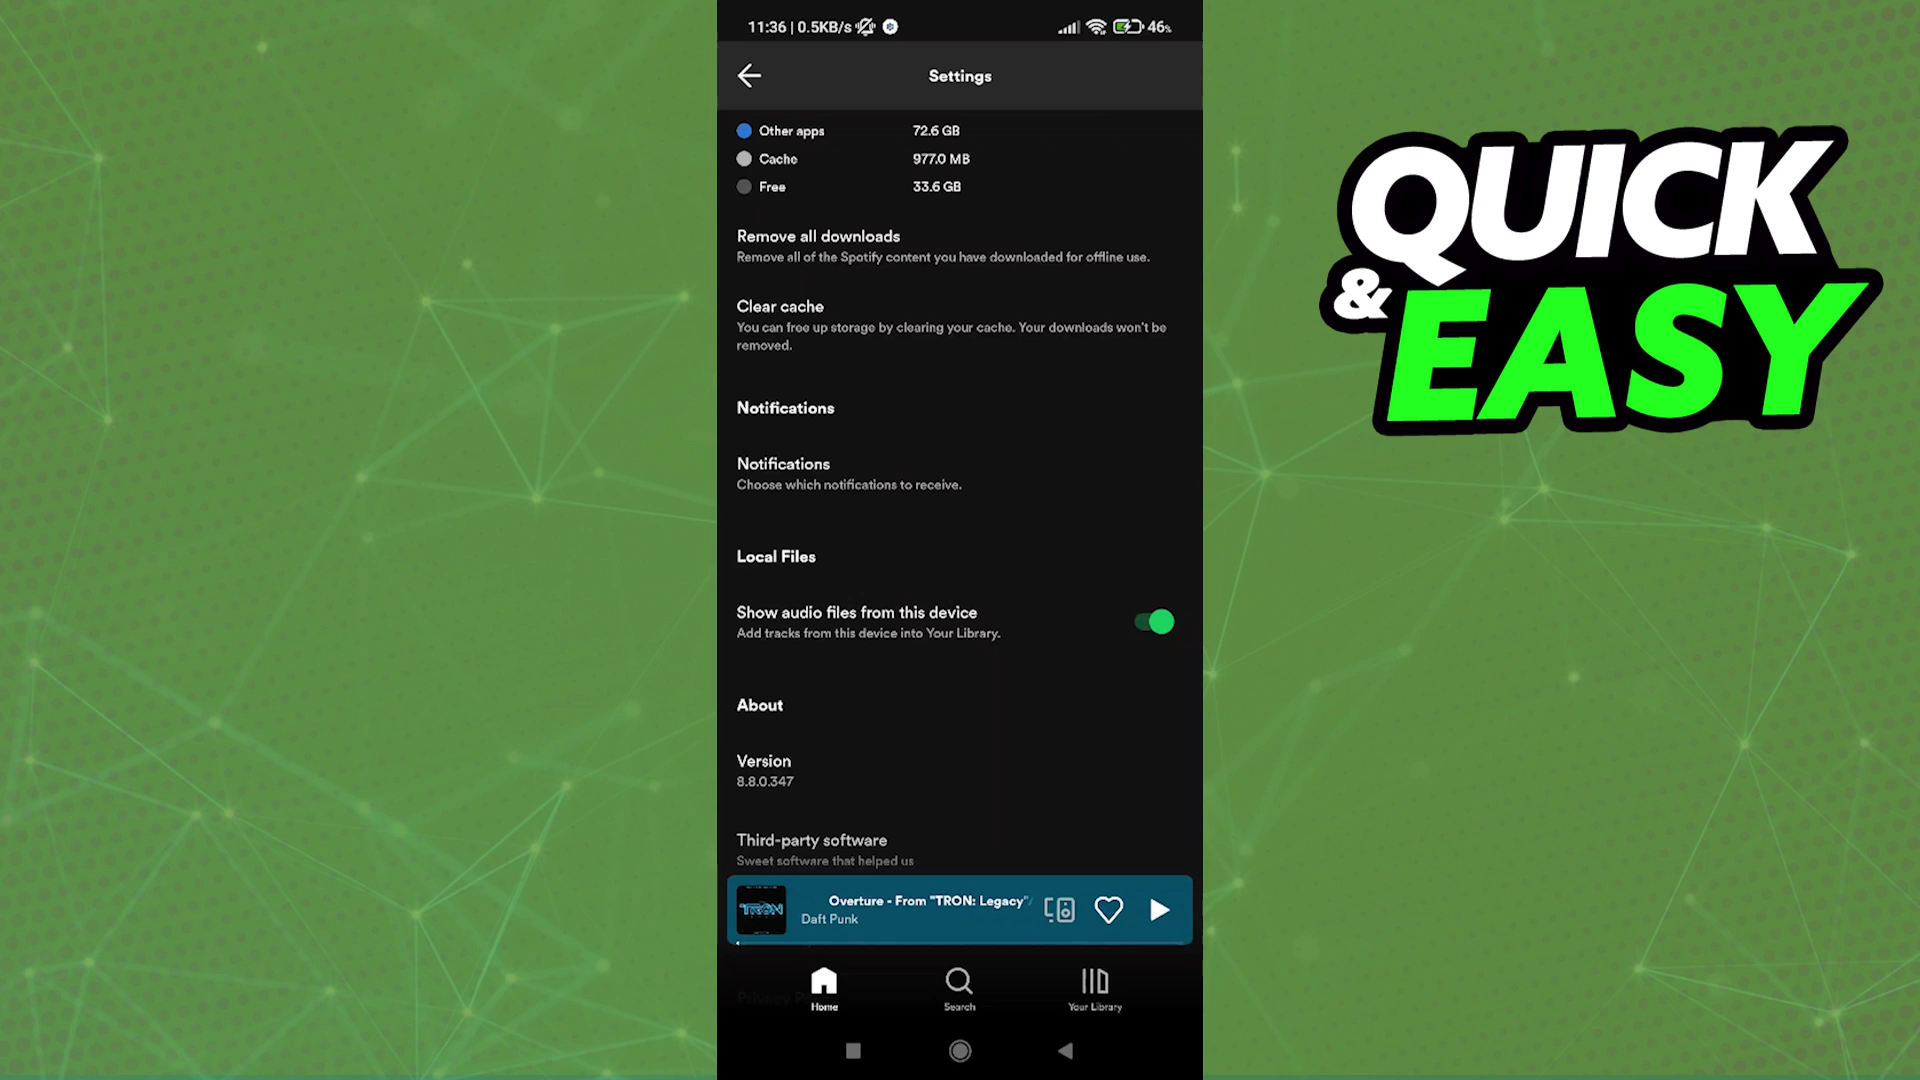 11:36 | 0.5KB/s
46%
Settings
Other apps 72.6 GB
Cache 977.0 MB
Free 33.6 GB
Remove all downloads
Remove all of the Spotify content you have downloaded for offline use.
Clear cache
You can free up storage by clearing your cache. Your downloads won't be
removed.
Notifications
Notifications
Choose which notifications to receive.
Local Files
Show audio files from this device
Add tracks from this device into Your Library.
About
Version
8.8.0.347
Third-party software
Sweet software that helped us
TRON
Overture - From "TRON: Legacy"
Daft Punk
Home
Search
Your Library
QUICK
& EASY